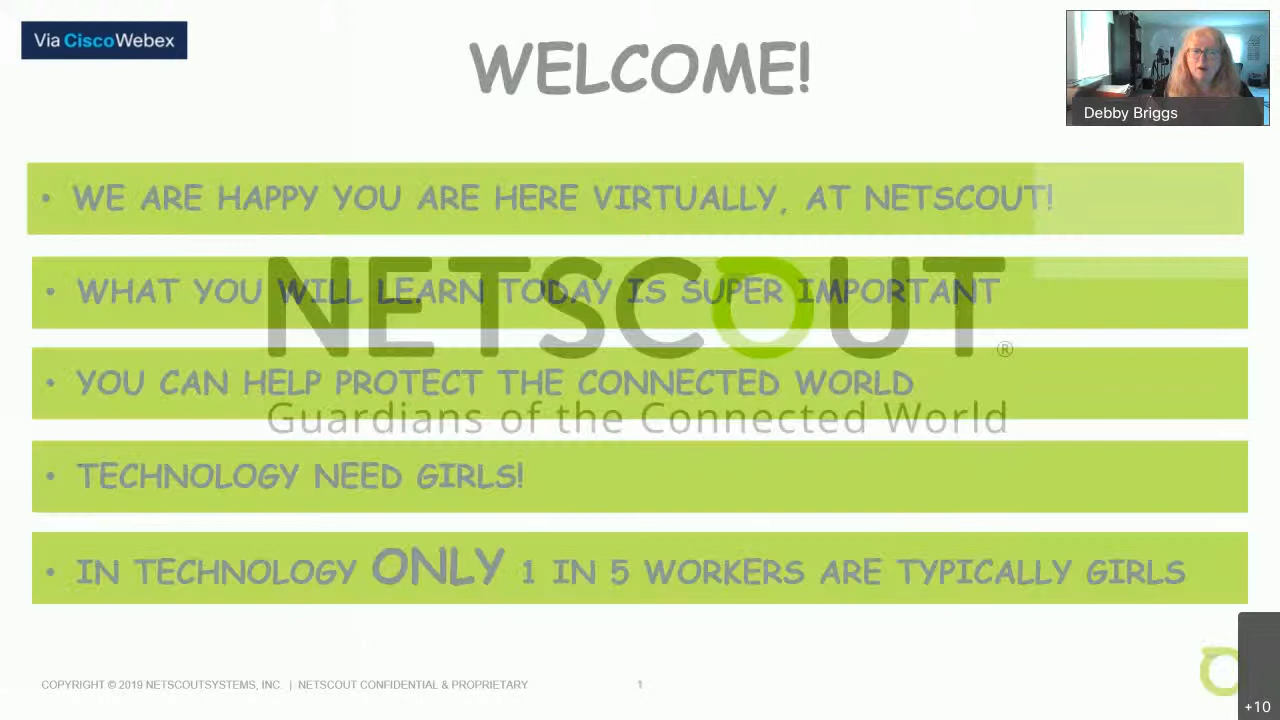 Via CiscoWebex
WELCOME!
Debby Briggs
• WE ARE HAPPY YOU ARE HERE VIRTUALLY, AT NETSCOUT!
• WHAT YOU WILL LEARN TODAY IS SUPER IMPORTANT
NETSCOUT®
• YOU CAN HELP PROTECT THE CONNECTED WORLD
Guardians of the Connected World
• TECHNOLOGY NEED GIRLS!
• IN TECHNOLOGY ONLY 1 IN 5 WORKERS ARE TYPICALLY GIRLS
COPYRIGHT © 2019 NETSCOUTSYSTEMS, INC. | NETSCOUT CONFIDENTIAL & PROPRIETARY
1
+10